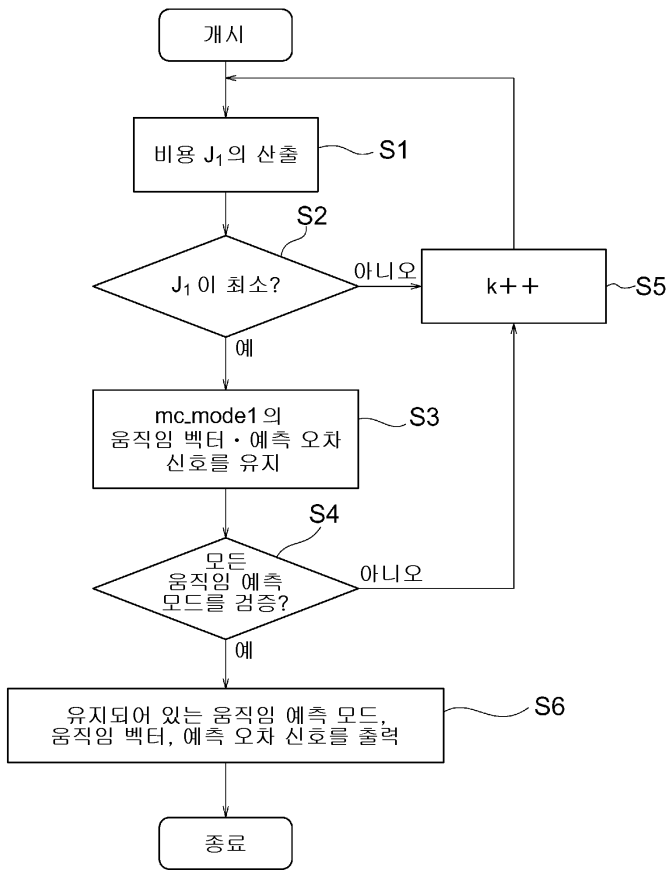 개시
비용 J₁의 산출
S1
S2
J₁이 최소?
아니오
k++
S5
예
mc_mode1의
움직임 벡터・예측 오차
신호를 유지
S3
S4
모든
움직임 예측
모드를 검증?
아니오
예
유지되어 있는 움직임 예측 모드,
움직임 벡터, 예측 오차 신호를 출력
S6
종료